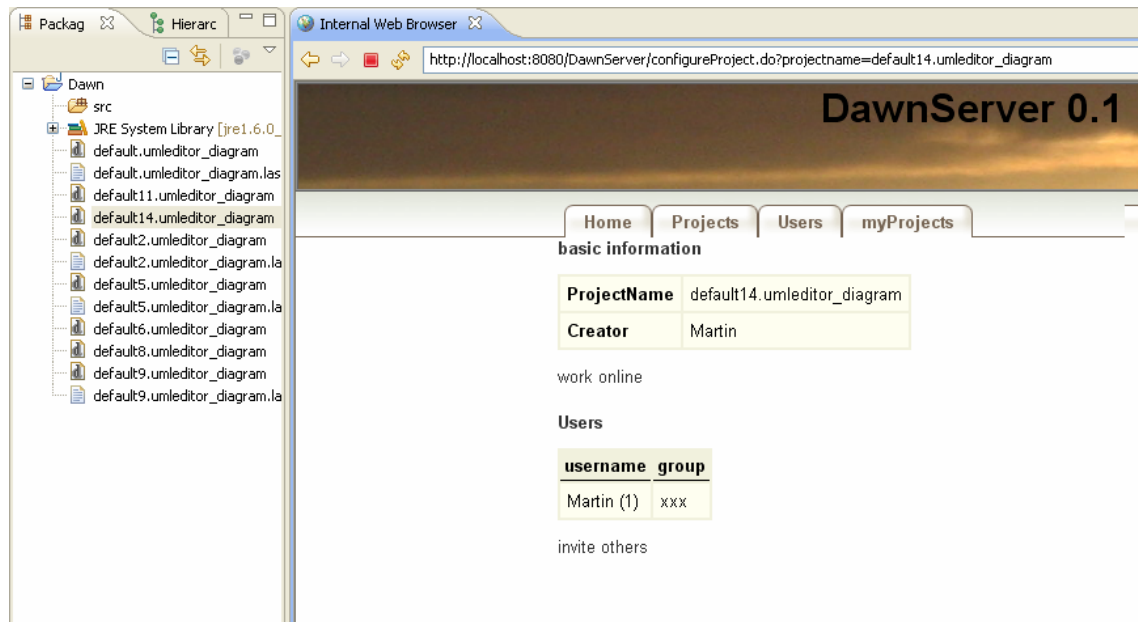 Packag
Hierarc
Internal Web Browser
http://localhost:8080/DawnServer/configureProject.do?projectname=default14.umleditor_diagram
Dawn
src
JRE System Library [jre1.6.0_
default.umleditor_diagram
default.umleditor_diagram.las
default11.umleditor_diagram
default14.umleditor_diagram
default2.umleditor_diagram
default2.umleditor_diagram.la
default5.umleditor_diagram
default5.umleditor_diagram.la
default6.umleditor_diagram
default8.umleditor_diagram
default9.umleditor_diagram
default9.umleditor_diagram.la
DawnServer 0.1
Home Projects Users myProjects
basic information
ProjectName default14.umleditor_diagram
Creator Martin
work online
Users
username group
Martin (1) xxx
invite others